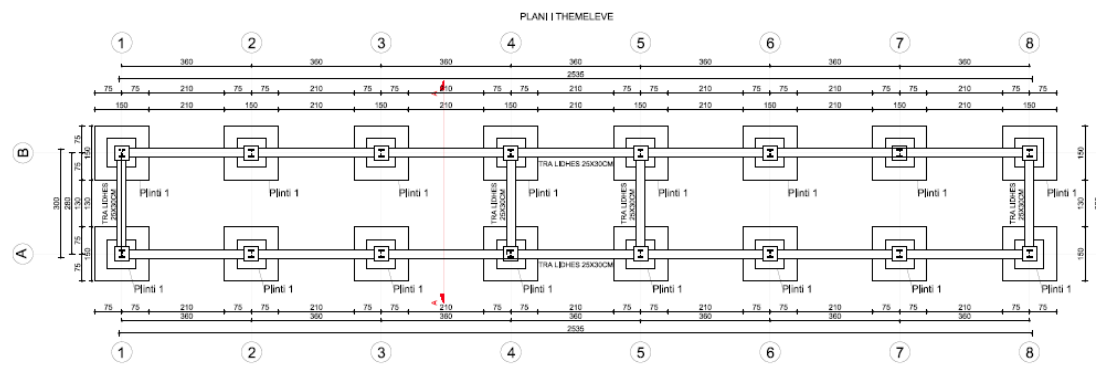 PLANI I THEMELEVE
1 2 3 4 5 6 7 8
360 360 360 360 360 360 360
2535
75 75 210 75 75 210 75 75 210 75 75 210 75 75 210 75 75 210 75 75 210 75 75
150 210 150 210 150 210 150 210 150 210 150 210 150 210 150
B
75
150
75
TRA LIDHES 25X30CM
150
Plinti 1 Plinti 1 Plinti 1 Plinti 1 Plinti 1 Plinti 1 Plinti 1 Plinti 1
300
280
130
130
TRA LIDHES
25X30CM
TRA LIDHES
25X30CM
TRA LIDHES
25X30CM
TRA LIDHES
25X30CM
130
A
75
150
75
TRA LIDHES 25X30CM
150
Plinti 1 Plinti 1 Plinti 1 Plinti 1 Plinti 1 Plinti 1 Plinti 1 Plinti 1
A
75 75 210 75 75 210 75 75 210 75 75 210 75 75 210 75 75 210 75 75 210 75 75
360 360 360 360 360 360 360
2535
1 2 3 4 5 6 7 8